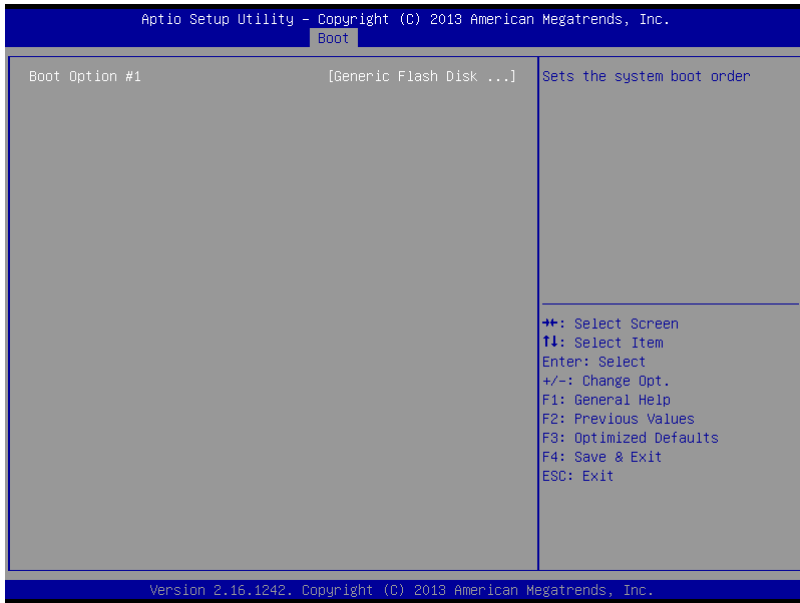 Aptio Setup Utility – Copyright (C) 2013 American Megatrends, Inc.
Boot
Boot Option #1 [Generic Flash Disk ...]
Sets the system boot order
→←: Select Screen
↑↓: Select Item
Enter: Select
+/-: Change Opt.
F1: General Help
F2: Previous Values
F3: Optimized Defaults
F4: Save & Exit
ESC: Exit
Version 2.16.1242. Copyright (C) 2013 American Megatrends, Inc.